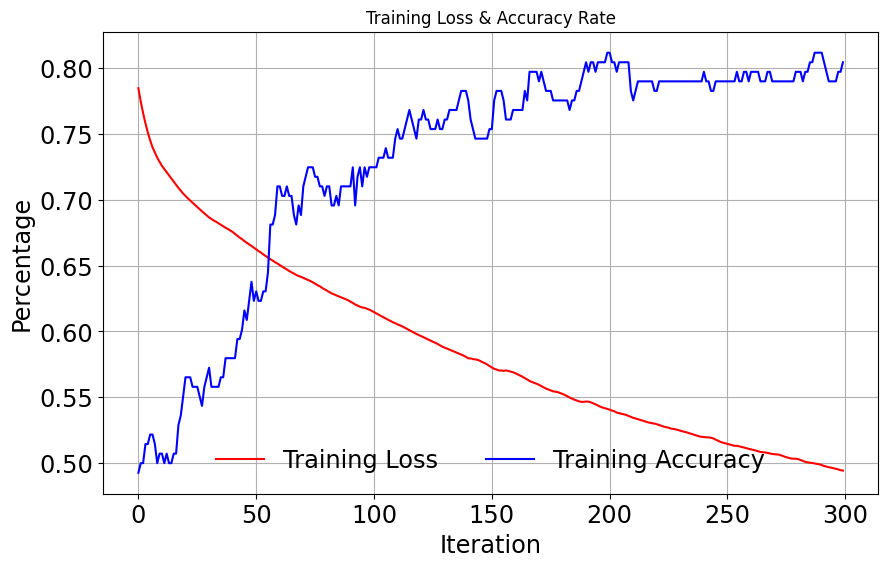 Training Loss & Accuracy Rate
Percentage
0.80
0.75
0.70
0.65
0.60
0.55
0.50
Training Loss
Training Accuracy
0
50
100
150
200
250
300
Iteration